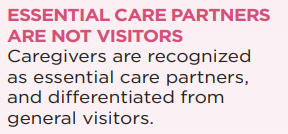 ESSENTIAL CARE PARTNERS
ARE NOT VISITORS
Caregivers are recognized
as essential care partners,
and differentiated from
general visitors.